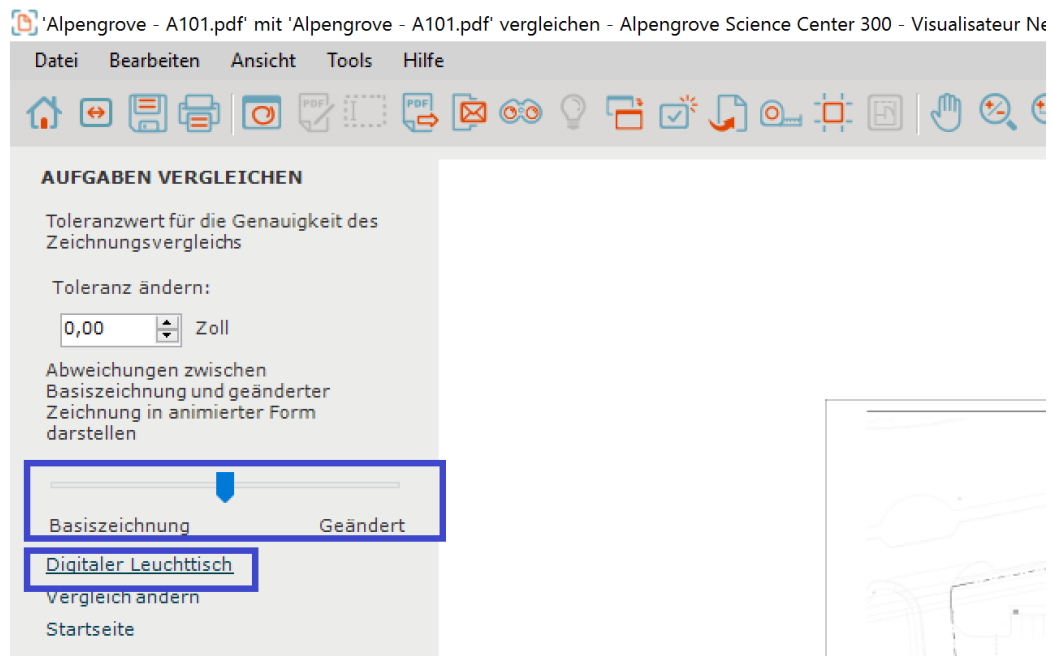 'Alpengrove - A101.pdf' mit 'Alpengrove - A101.pdf' vergleichen - Alpengrove Science Center 300 - Visualisateur Ne
Datei Bearbeiten Ansicht Tools Hilfe
PDF PDF
AUFGABEN VERGLEICHEN
Toleranzwert für die Genauigkeit des
Zeichnungsvergleichs
Toleranz ändern:
0,00 Zoll
Abweichungen zwischen
Basiszeichnung und geänderter
Zeichnung in animierter Form
darstellen
Basiszeichnung Geändert
Digitaler Leuchttisch
Vergleich ändern
Startseite